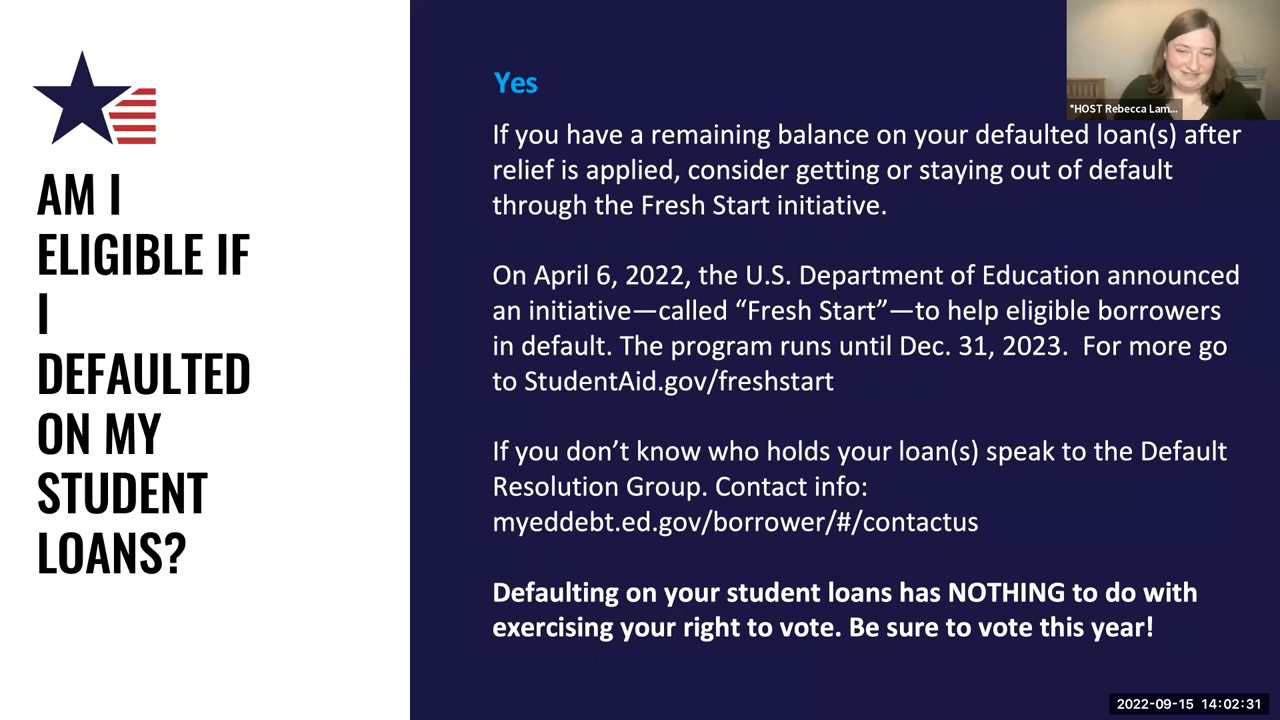 AM I
ELIGIBLE IF
I
DEFAULTED
ON MY
STUDENT
LOANS?
Yes
If you have a remaining balance on your defaulted loan(s) after
relief is applied, consider getting or staying out of default
through the Fresh Start initiative.
On April 6, 2022, the U.S. Department of Education announced
an initiative—called “Fresh Start”—to help eligible borrowers
in default. The program runs until Dec. 31, 2023.  For more go
to StudentAid.gov/freshstart
If you don’t know who holds your loan(s) speak to the Default
Resolution Group. Contact info:
myeddebt.ed.gov/borrower/#/contactus
Defaulting on your student loans has NOTHING to do with
exercising your right to vote. Be sure to vote this year!
*HOST Rebecca Lam...
2022-09-15 14:02:31